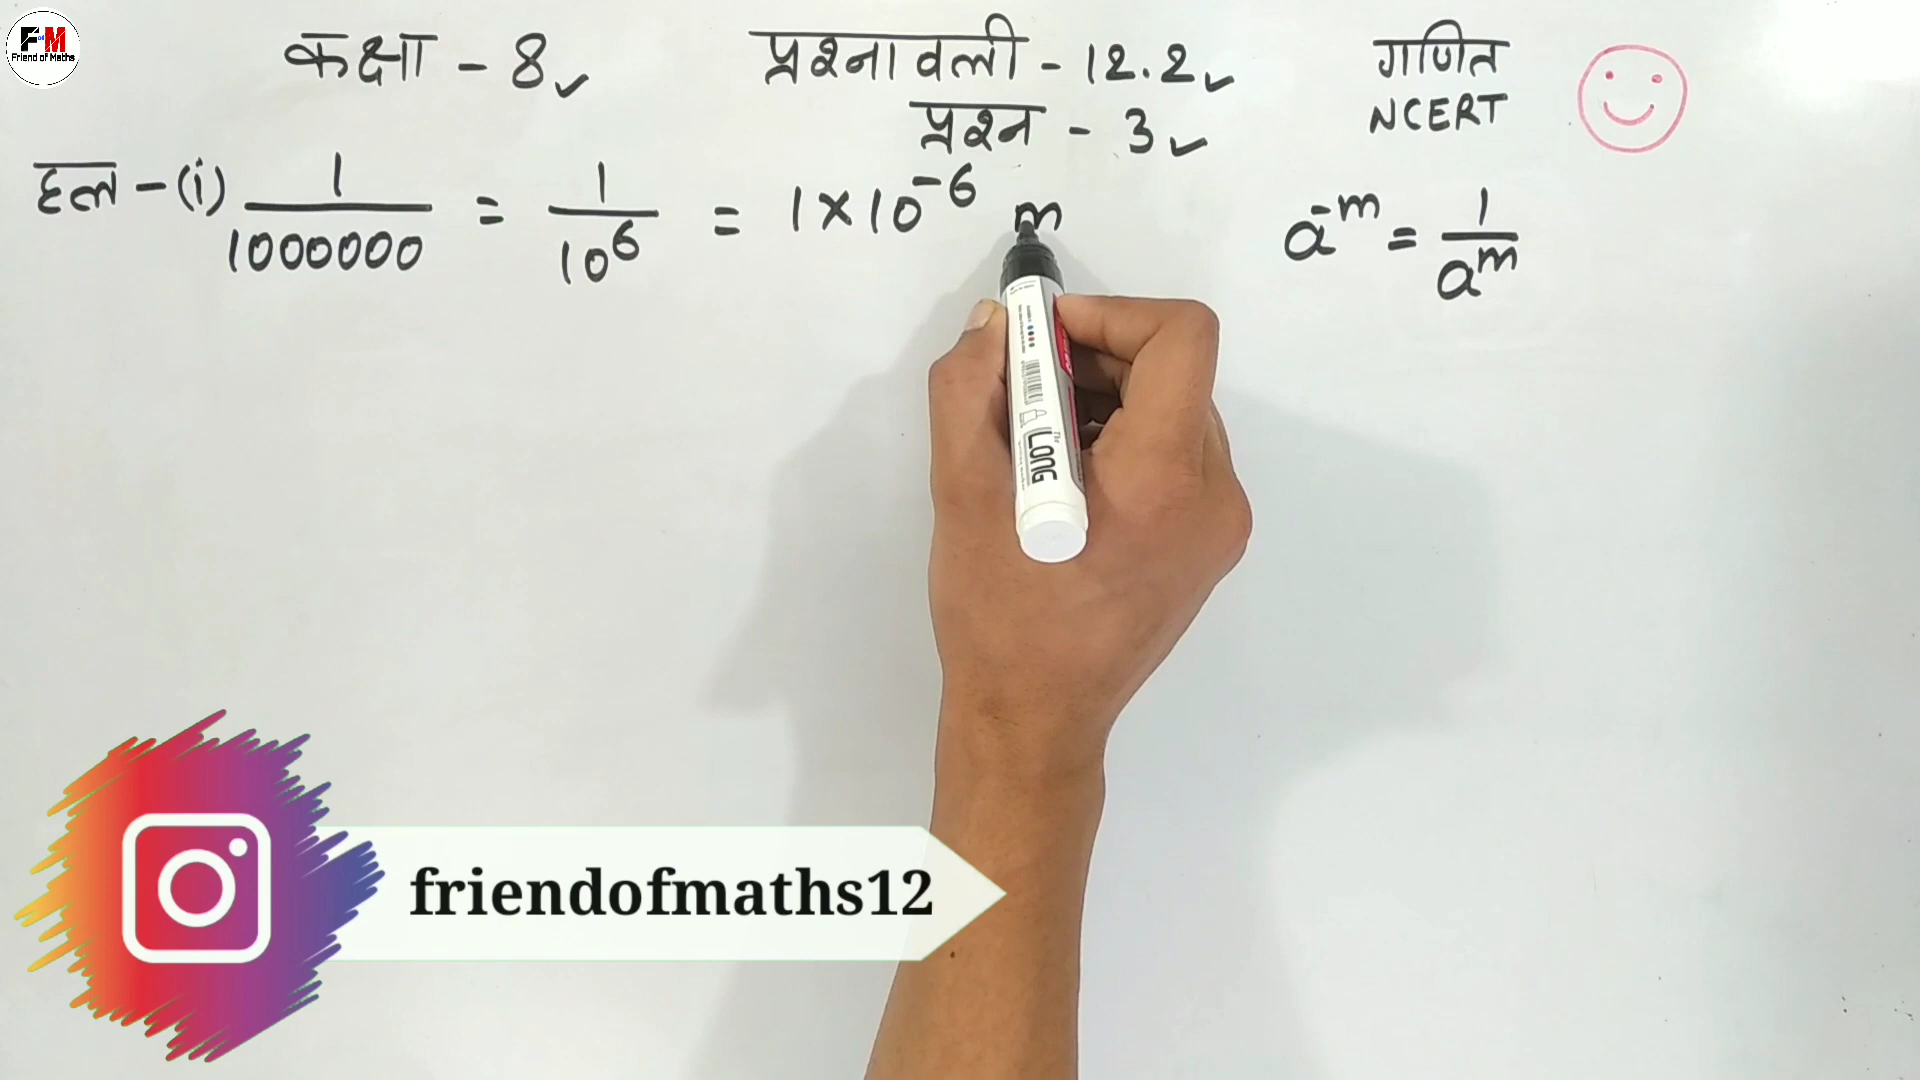 FM
Friend of Maths
कक्षा - 8 ✓
प्रश्नावली - 12.2 ✓
प्रश्न - 3 ✓
गणित
NCERT
हल - (i) 1/1000000 = 1/10⁶ = 1×10⁻⁶ m
a⁻ᵐ = 1/aᵐ
The LONG
friendofmaths12